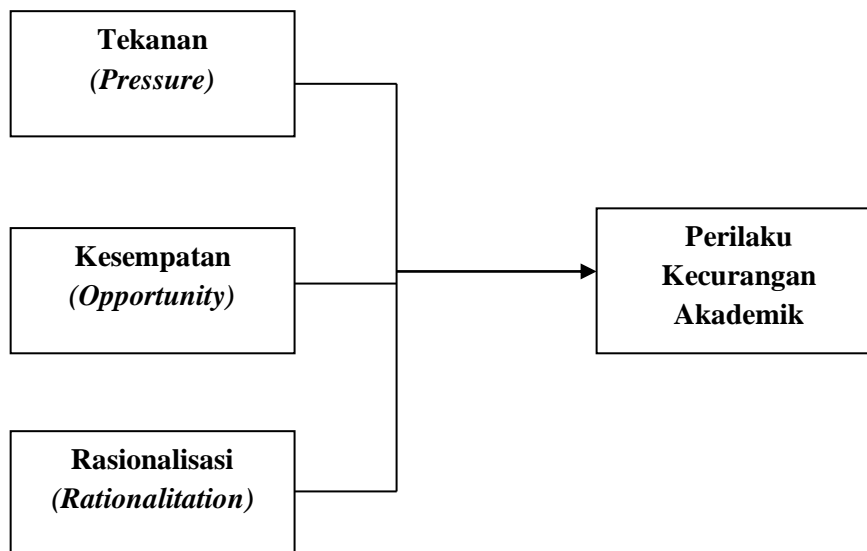 Tekanan
(Pressure)
Kesempatan
(Opportunity)
Rasionalisasi
(Rationalitation)
Perilaku
Kecurangan
Akademik